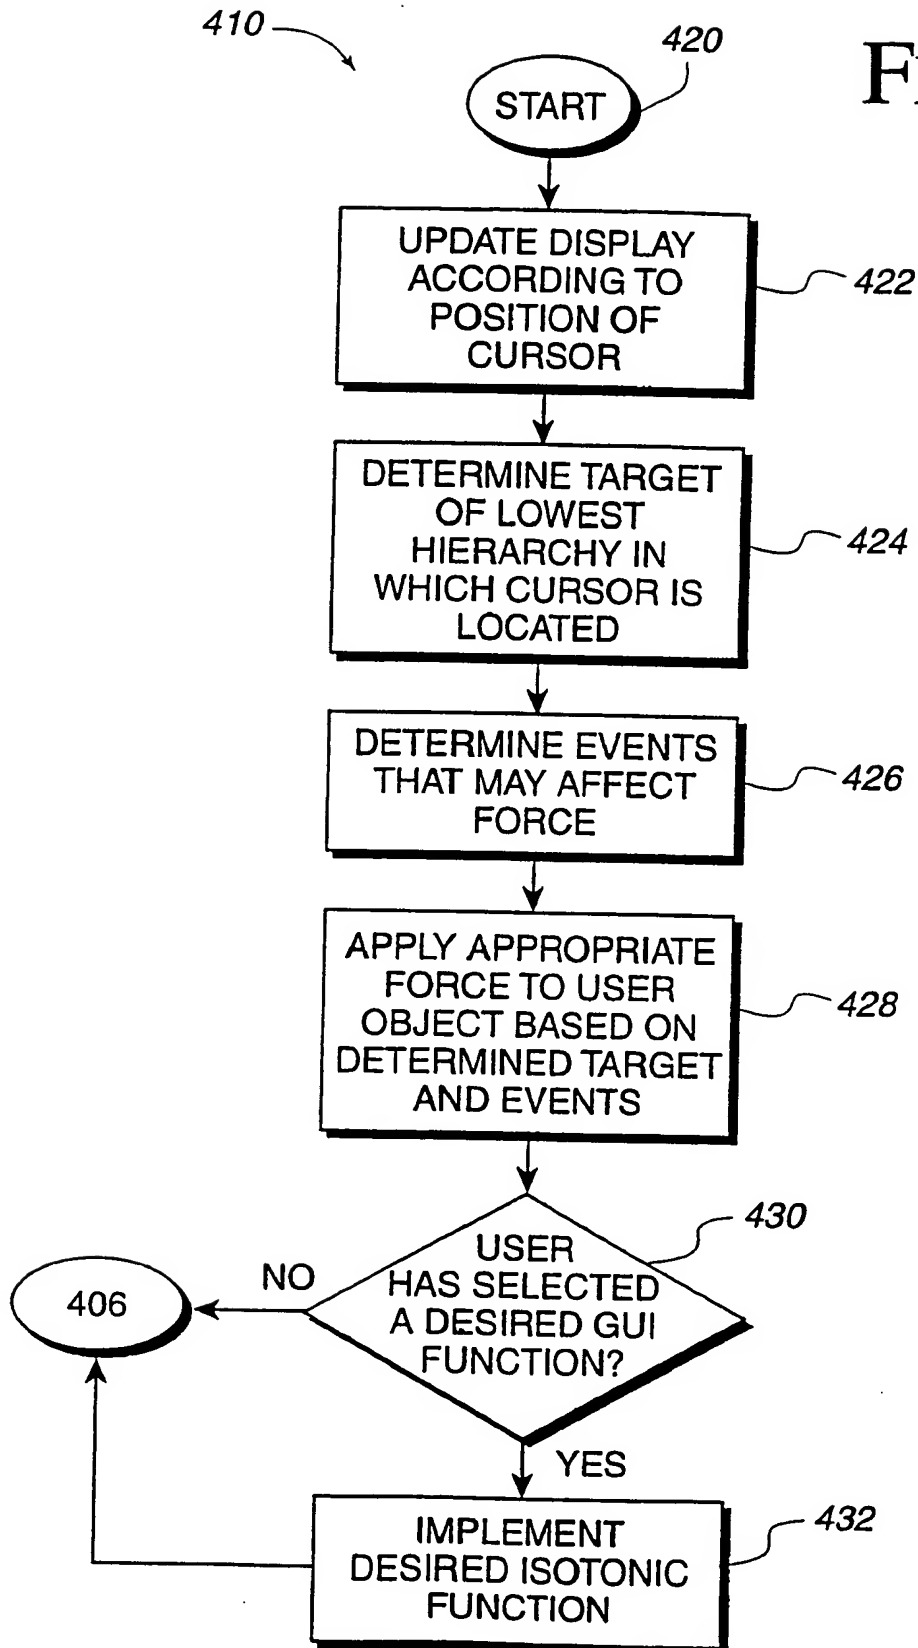 410
420
START
UPDATE DISPLAY
ACCORDING TO
POSITION OF
CURSOR
422
DETERMINE TARGET
OF LOWEST
HIERARCHY IN
WHICH CURSOR IS
LOCATED
424
DETERMINE EVENTS
THAT MAY AFFECT
FORCE
426
APPLY APPROPRIATE
FORCE TO USER
OBJECT BASED ON
DETERMINED TARGET
AND EVENTS
428
430
USER
HAS SELECTED
A DESIRED GUI
FUNCTION?
NO
406
YES
IMPLEMENT
DESIRED ISOTONIC
FUNCTION
432